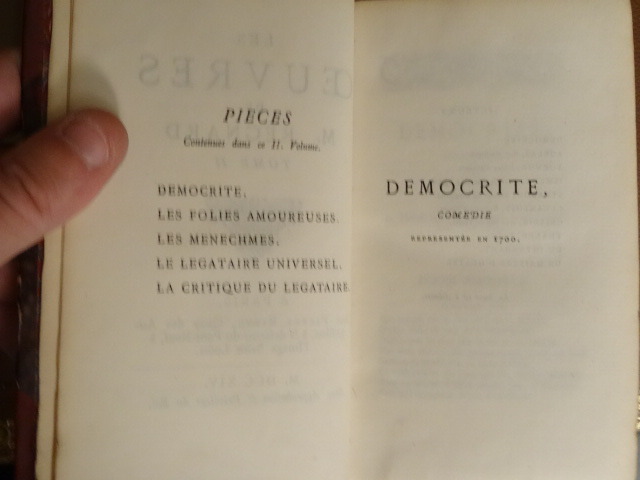 PIECES
Contenues dans ce II. Volume.
DEMOCRITE.
LES FOLIES AMOUREUSES.
LES MENECHMES.
LE LEGATAIRE UNIVERSEL.
LA CRITIQUE DU LEGATAIRE.
DEMOCRITE,
COMEDIE
REPRESENTÉE EN 1700.